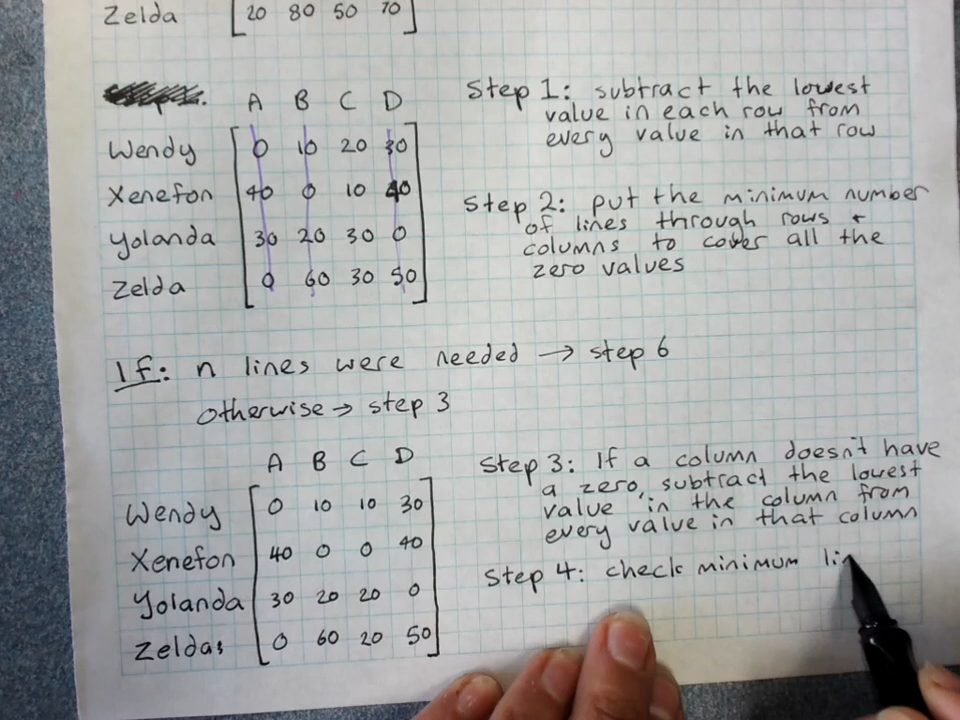 Zelda 20 80 50 70
A B C D
Wendy 0 10 20 30
Xenefon 40 0 10 40
Yolanda 30 20 30 0
Zelda 0 60 30 50
Step 1: subtract the lowest
value in each row from
every value in that row
Step 2: put the minimum number
of lines through rows +
columns to cover all the
zero values
If: n lines were needed → step 6
Otherwise → step 3
A B C D
Wendy 0 10 10 30
Xenefon 40 0 0 40
Yolanda 30 20 20 0
Zeldas 0 60 20 50
Step 3: If a column doesn't have
a zero, subtract the lowest
value in the column from
every value in that column
Step 4: check minimum li